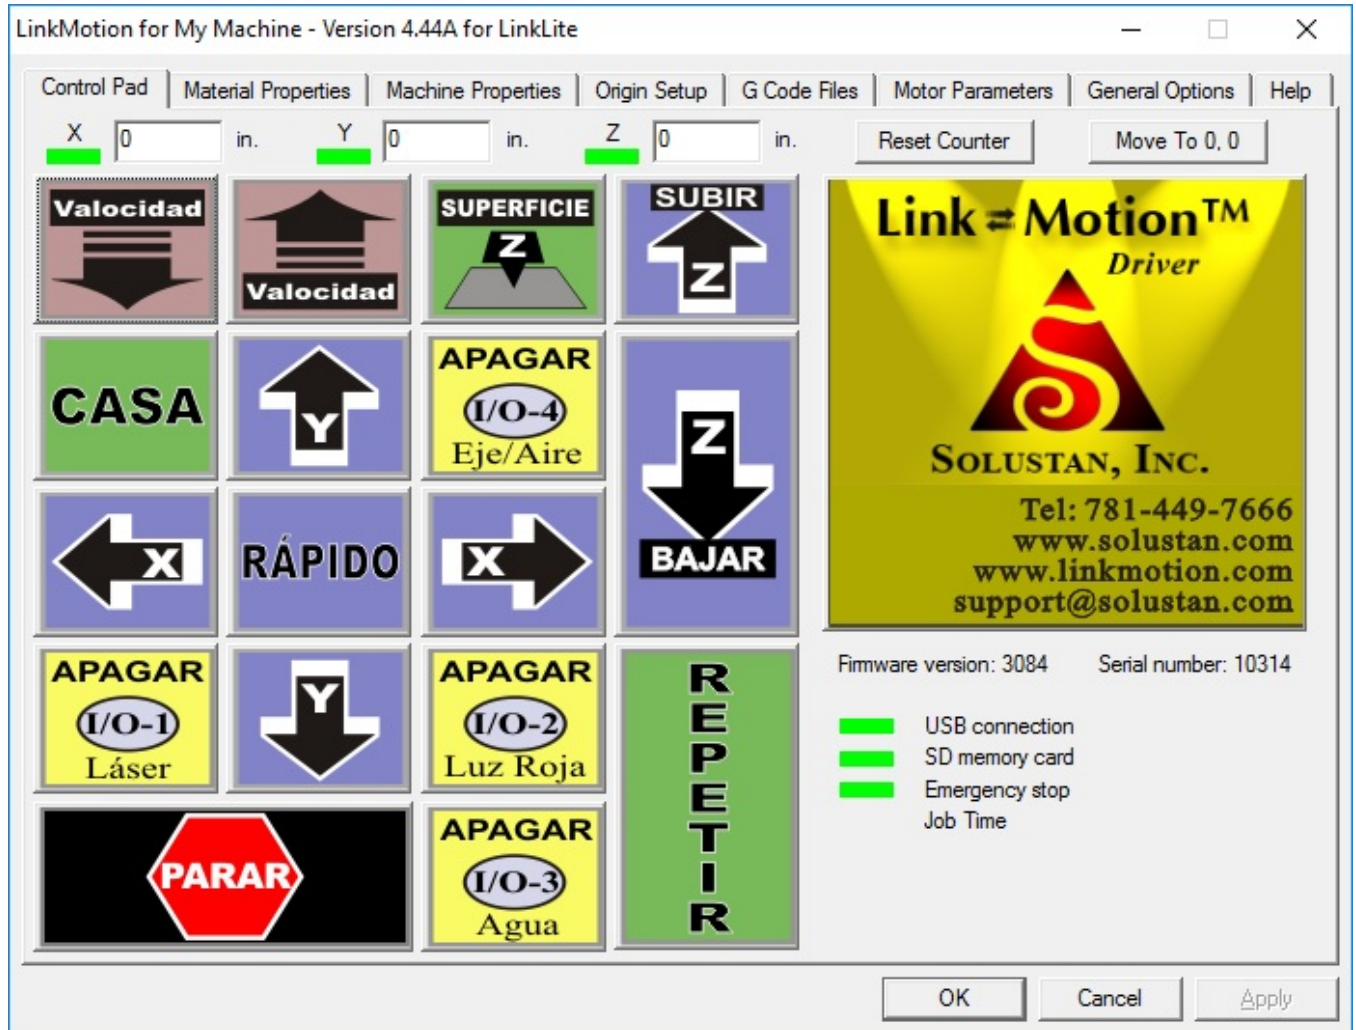 LinkMotion for My Machine - Version 4.44A for LinkLite
Control Pad Material Properties Machine Properties Origin Setup G Code Files Motor Parameters General Options Help
X 0 in. Y 0 in. Z 0 in. Reset Counter Move To 0, 0
Valocidad
Valocidad
SUPERFICIE
Z
SUBIR
Z
CASA
Y
APAGAR
I/O-4
Eje/Aire
Z
BAJAR
X
RÁPIDO
X
APAGAR
I/O-1
Láser
Y
APAGAR
I/O-2
Luz Roja
REPETIR
PARAR
APAGAR
I/O-3
Agua
Link Motion™
Driver
SOLUSTAN, INC.
Tel: 781-449-7666
www.solustan.com
www.linkmotion.com
support@solustan.com
Firmware version: 3084 Serial number: 10314
USB connection
SD memory card
Emergency stop
Job Time
OK Cancel Apply